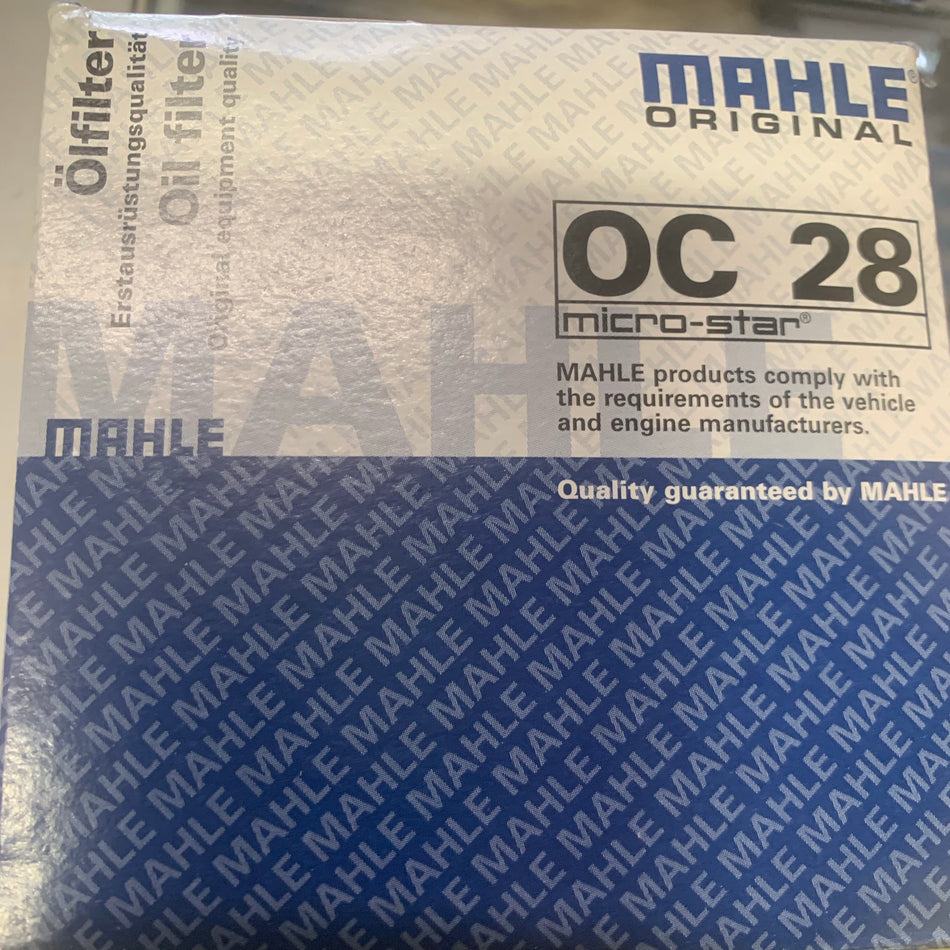 Ölfilter
Erstausrüstungsqualität
Oil filter
Original equipment quality
MAHLE®
ORIGINAL
OC 28
micro-star®
MAHLE products comply with
the requirements of the vehicle
and engine manufacturers.
MAHLE
MAHLE
Quality guaranteed by MAHLE